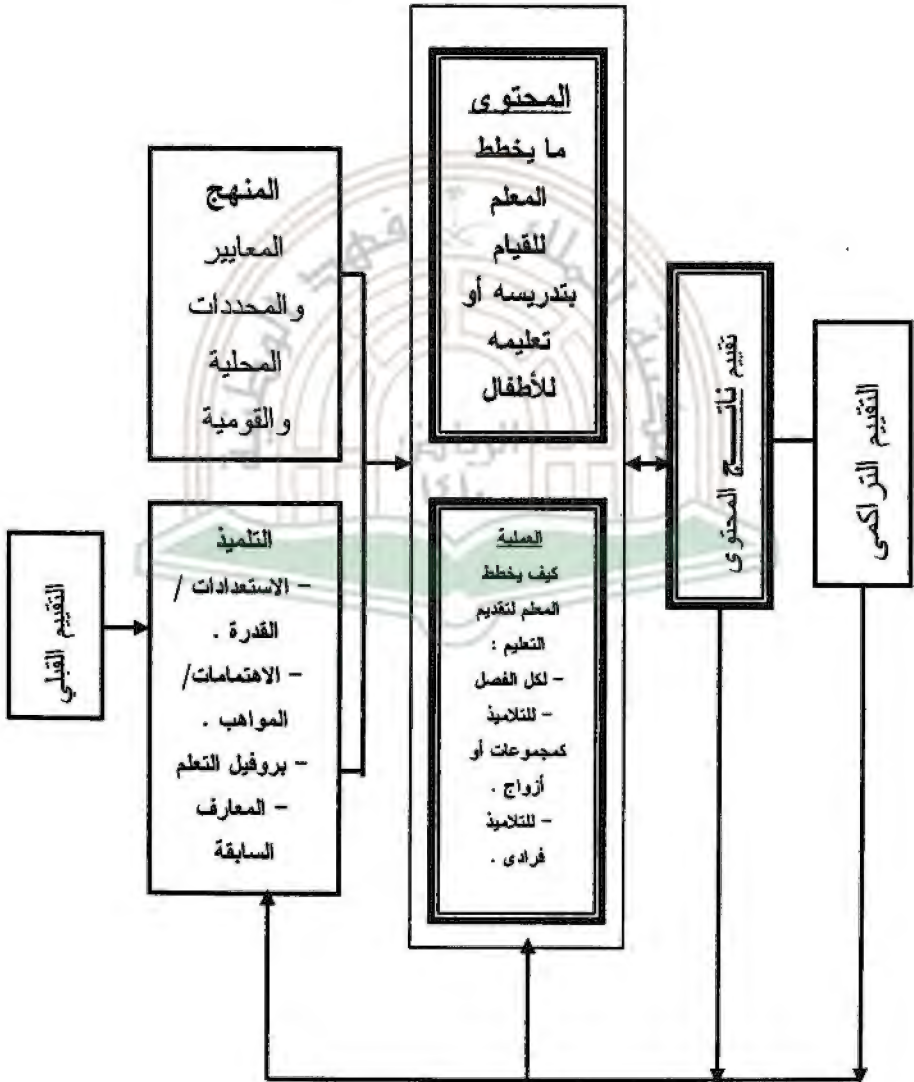 المنهج
المعايير
والمحددات
المحلية
والقومية
المحتوى
ما يخطط
المعلم
للقيام
بتدريسه أو
تعليمه
للأطفال
التلميذ
- الاستعدادات /
القدرة .
- الاهتمامات/
المواهب .
- بروفيل التعلم
- المعارف
السابقة
العملية
كيف يخطط
المعلم لتقديم
التعليم :
- لكل الفصل
- للتلاميذ
كمجموعات أو
أزواج .
- للتلاميذ
فرادى .
التقييم القبلي
تقييم ناتـــج المحتوى
التقييم التراكمى